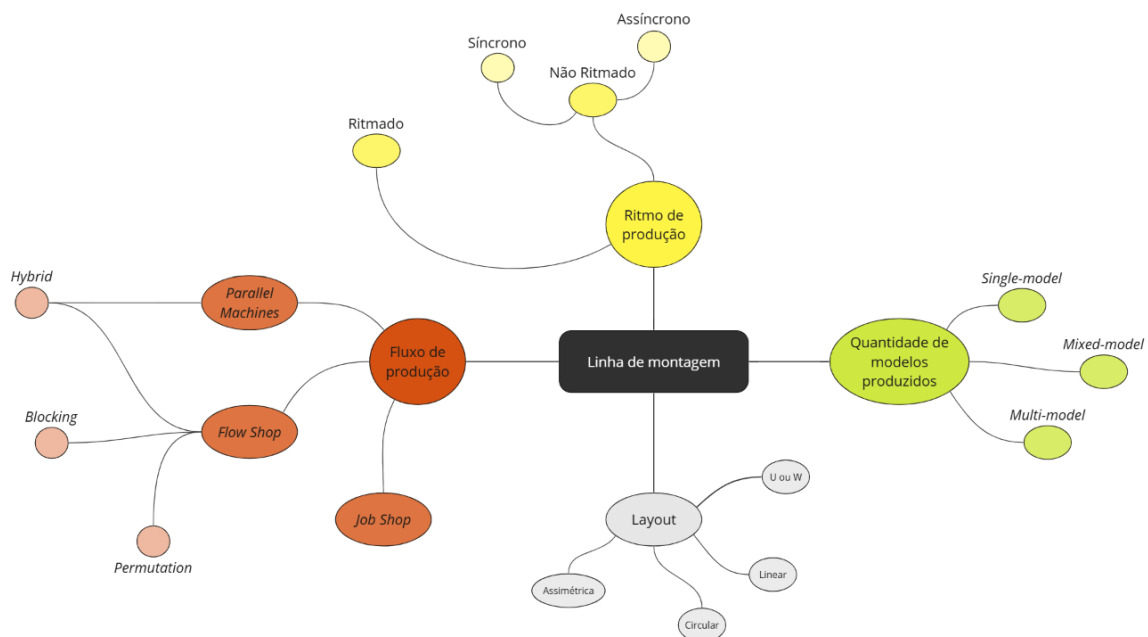 Assíncrono
Síncrono
Não Ritmado
Ritmado
Ritmo de
produção
Hybrid
Parallel
Machines
Single-model
Fluxo de
produção
Linha de montagem
Quantidade de
modelos
produzidos
Mixed-model
Blocking
Flow Shop
Multi-model
U ou W
Job Shop
Layout
Permutation
Assimétrica
Linear
Circular